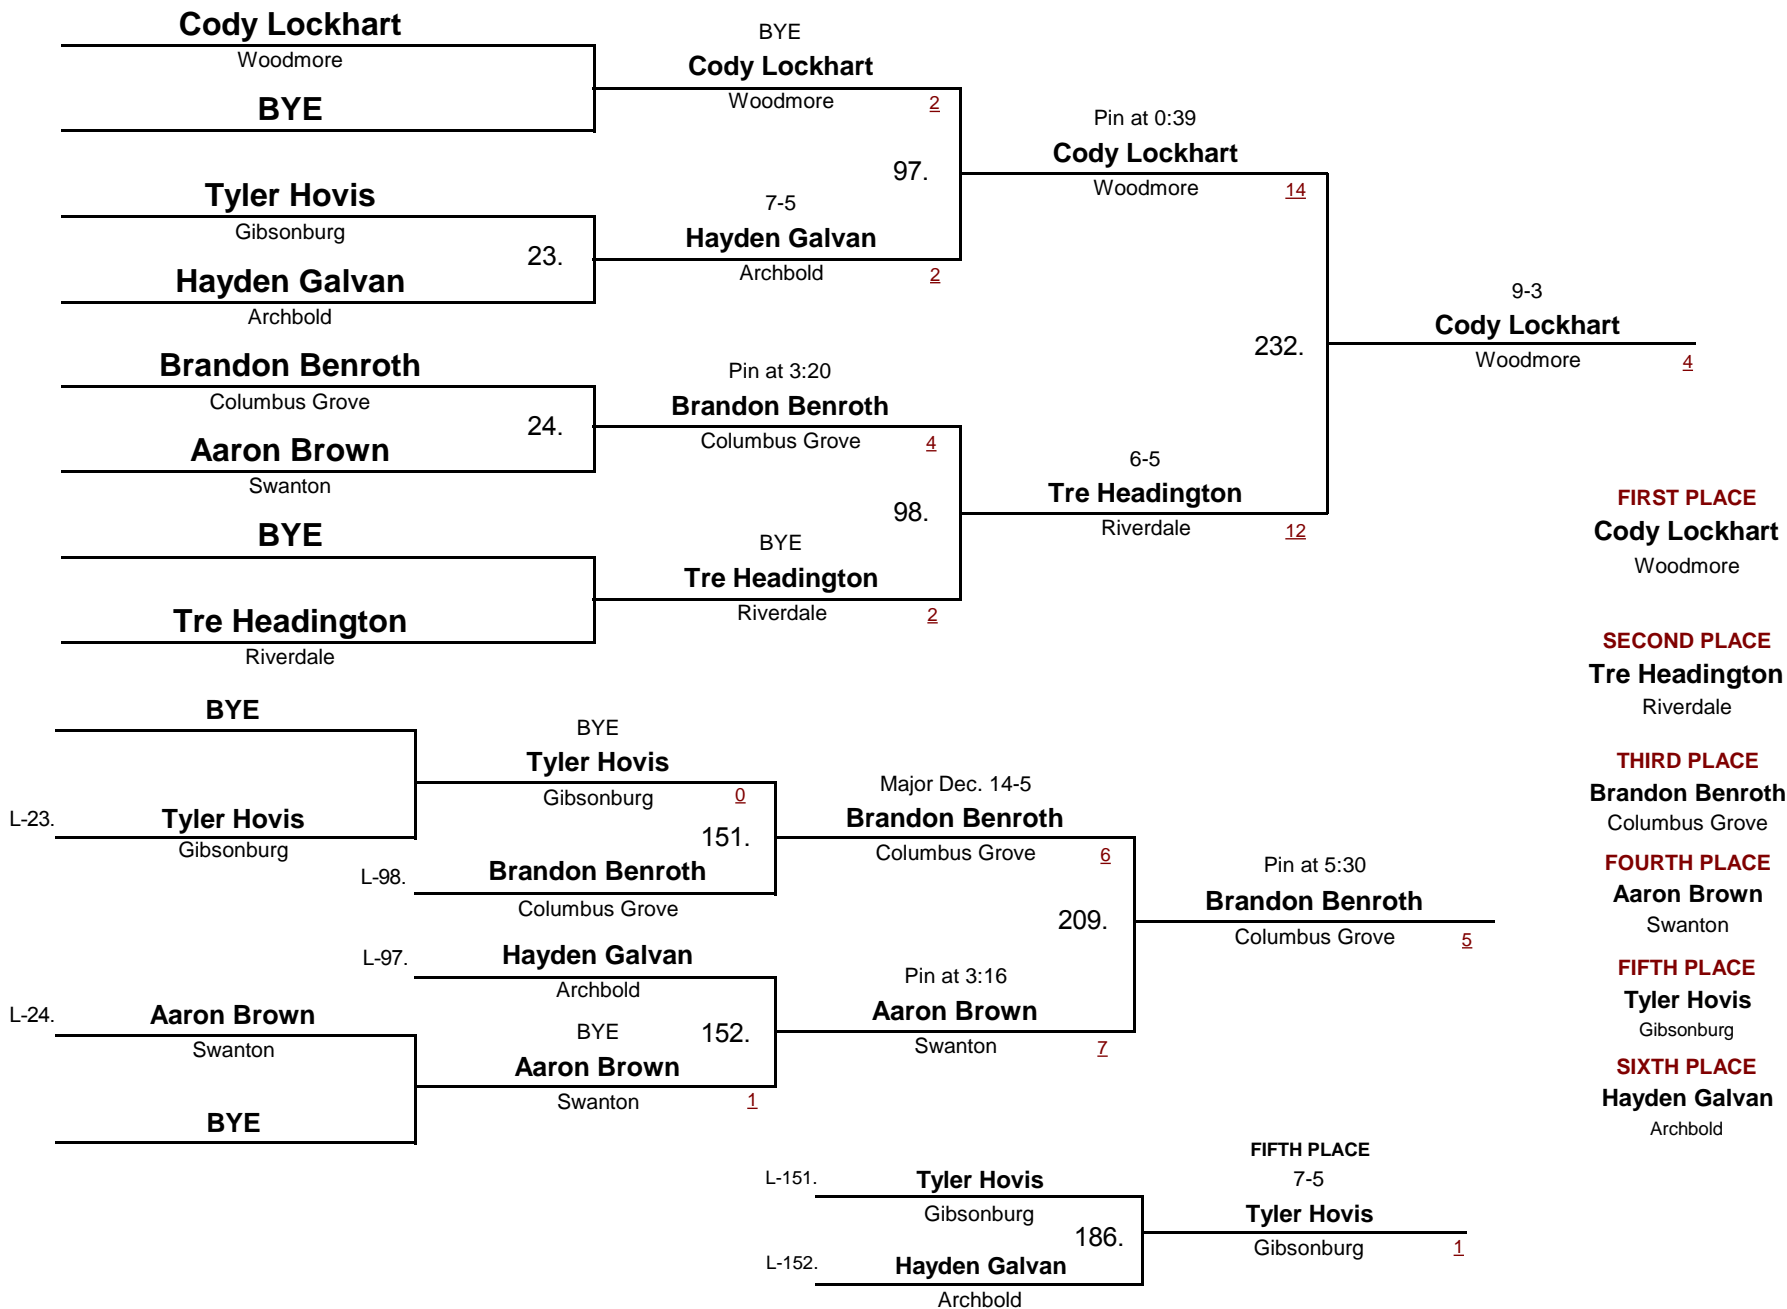 Cody Lockhart
Woodmore
BYE
Tyler Hovis
Gibsonburg
23.
Hayden Galvan
Archbold
Brandon Benroth
Columbus Grove
24.
Aaron Brown
Swanton
BYE
Tre Headington
Riverdale
BYE
Cody Lockhart
Woodmore 2
97.
7-5
Hayden Galvan
Archbold 2
Pin at 3:20
Brandon Benroth
Columbus Grove 4
98.
BYE
Tre Headington
Riverdale 2
Pin at 0:39
Cody Lockhart
Woodmore 14
232.
6-5
Tre Headington
Riverdale 12
9-3
Cody Lockhart
Woodmore 4
BYE
L-23. Tyler Hovis
Gibsonburg
L-24. Aaron Brown
Swanton
BYE
BYE
Tyler Hovis
Gibsonburg 0
151.
L-98. Brandon Benroth
Columbus Grove
L-97. Hayden Galvan
Archbold
BYE 152.
Aaron Brown
Swanton 1
Major Dec. 14-5
Brandon Benroth
Columbus Grove 6
209.
Pin at 3:16
Aaron Brown
Swanton 7
Pin at 5:30
Brandon Benroth
Columbus Grove 5
L-151. Tyler Hovis
Gibsonburg
186.
L-152. Hayden Galvan
Archbold
FIFTH PLACE
7-5
Tyler Hovis
Gibsonburg 1
FIRST PLACE
Cody Lockhart
Woodmore
SECOND PLACE
Tre Headington
Riverdale
THIRD PLACE
Brandon Benroth
Columbus Grove
FOURTH PLACE
Aaron Brown
Swanton
FIFTH PLACE
Tyler Hovis
Gibsonburg
SIXTH PLACE
Hayden Galvan
Archbold